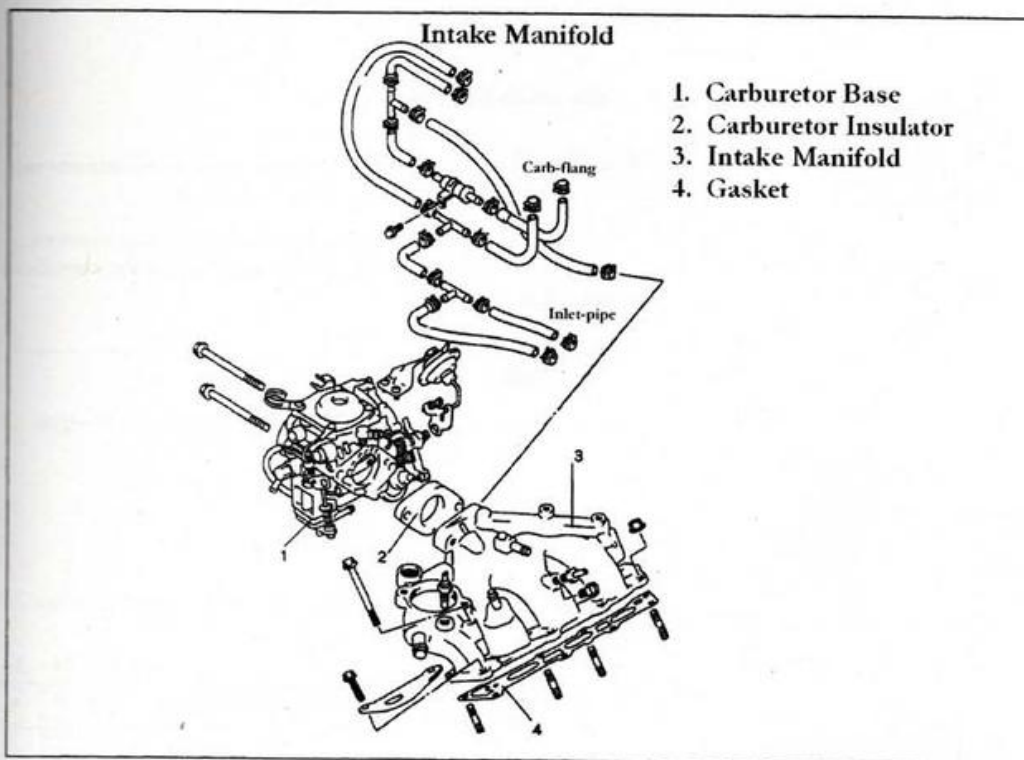 Intake Manifold
1. Carburetor Base
2. Carburetor Insulator
3. Intake Manifold
4. Gasket
Carb-flang
Inlet-pipe
3
1
2
4